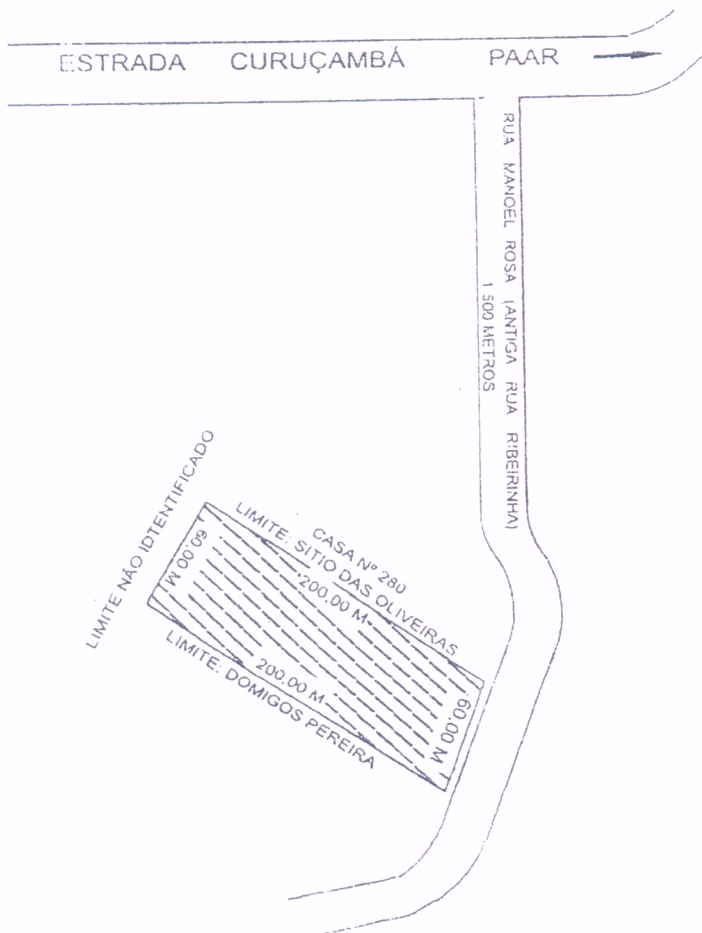 ESTRADA CURUÇAMBÁ PAAR
RUA MANOEL ROSA (ANTIGA RUA RIBEIRINHA)
1.500 METROS
LIMITE NÃO IDTENTIFICADO
60,00 M
CASA Nº 280
LIMITE: SITIO DAS OLIVEIRAS
200,00 M
200,00 M
LIMITE: DOMIGOS PEREIRA
60,00 M